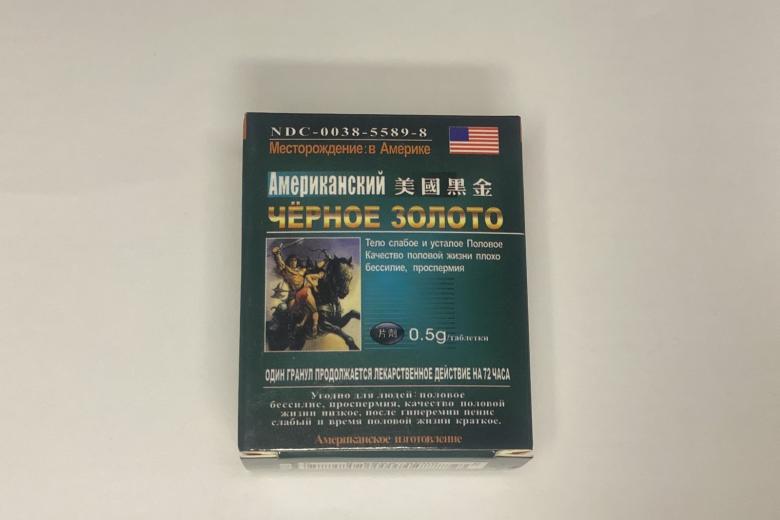 NDC-0038-5589-8
Месторождение: в Америке
Американский 美國黑金
ЧЁРНОЕ ЗОЛОТО
Тело слабое и усталое Половое
Качество половой жизни плохо
бессилие, проспермия
片劑 0.5g/таблетки
ОДИН ГРАНУЛ ПРОДОЛЖАЕТСЯ ЛЕКАРСТВЕННОЕ ДЕЙСТВИЕ НА 72 ЧАСА
Угодно для людей: половое
бессилие, проспермия, качество половой
жизни низкое, после гиперемии пенис
слабый и время половой жизни краткое.
Американское изготовление